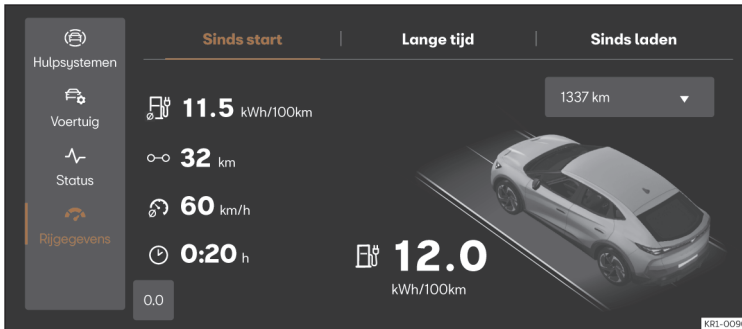 Hulpsystemen
Voertuig
Status
Rijgegevens
Sinds start
Lange tijd
Sinds laden
1337 km
11.5 kWh/100km
32 km
60 km/h
0:20 h
0.0
12.0
kWh/100km